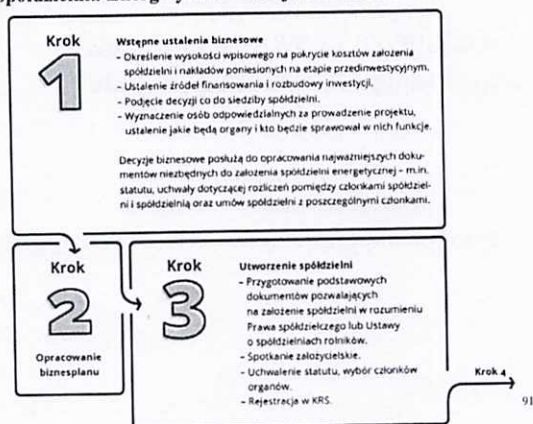 Krok
1
Wstępne ustalenia biznesowe
– Określenie wysokości wpisowego na pokrycie kosztów założenia
spółdzielni i nakładów poniesionych na etapie przedinwestycyjnym.
– Ustalenie źródeł finansowania i rozbudowy inwestycji.
– Podjęcie decyzji co do siedziby spółdzielni.
– Wyznaczenie osób odpowiedzialnych za prowadzenie projektu,
ustalenie jakie będą organy i kto będzie sprawował w nich funkcje.
Decyzje biznesowe posłużą do opracowania najważniejszych doku-
mentów niezbędnych do założenia spółdzielni energetycznej – m.in.
statutu, uchwały dotyczącej rozliczeń pomiędzy członkami spółdziel-
ni i spółdzielnią oraz umów spółdzielni z poszczególnymi członkami.
Krok
2
Opracowanie
biznesplanu
Krok
3
Utworzenie spółdzielni
– Przygotowanie podstawowych
dokumentów pozwalających
na założenie spółdzielni w rozumieniu
Prawa spółdzielczego lub Ustawy
o spółdzielniach rolników.
– Spotkanie założycielskie.
– Uchwalenie statutu, wybór członków
organów.
– Rejestracja w KRS.
Krok 4
91